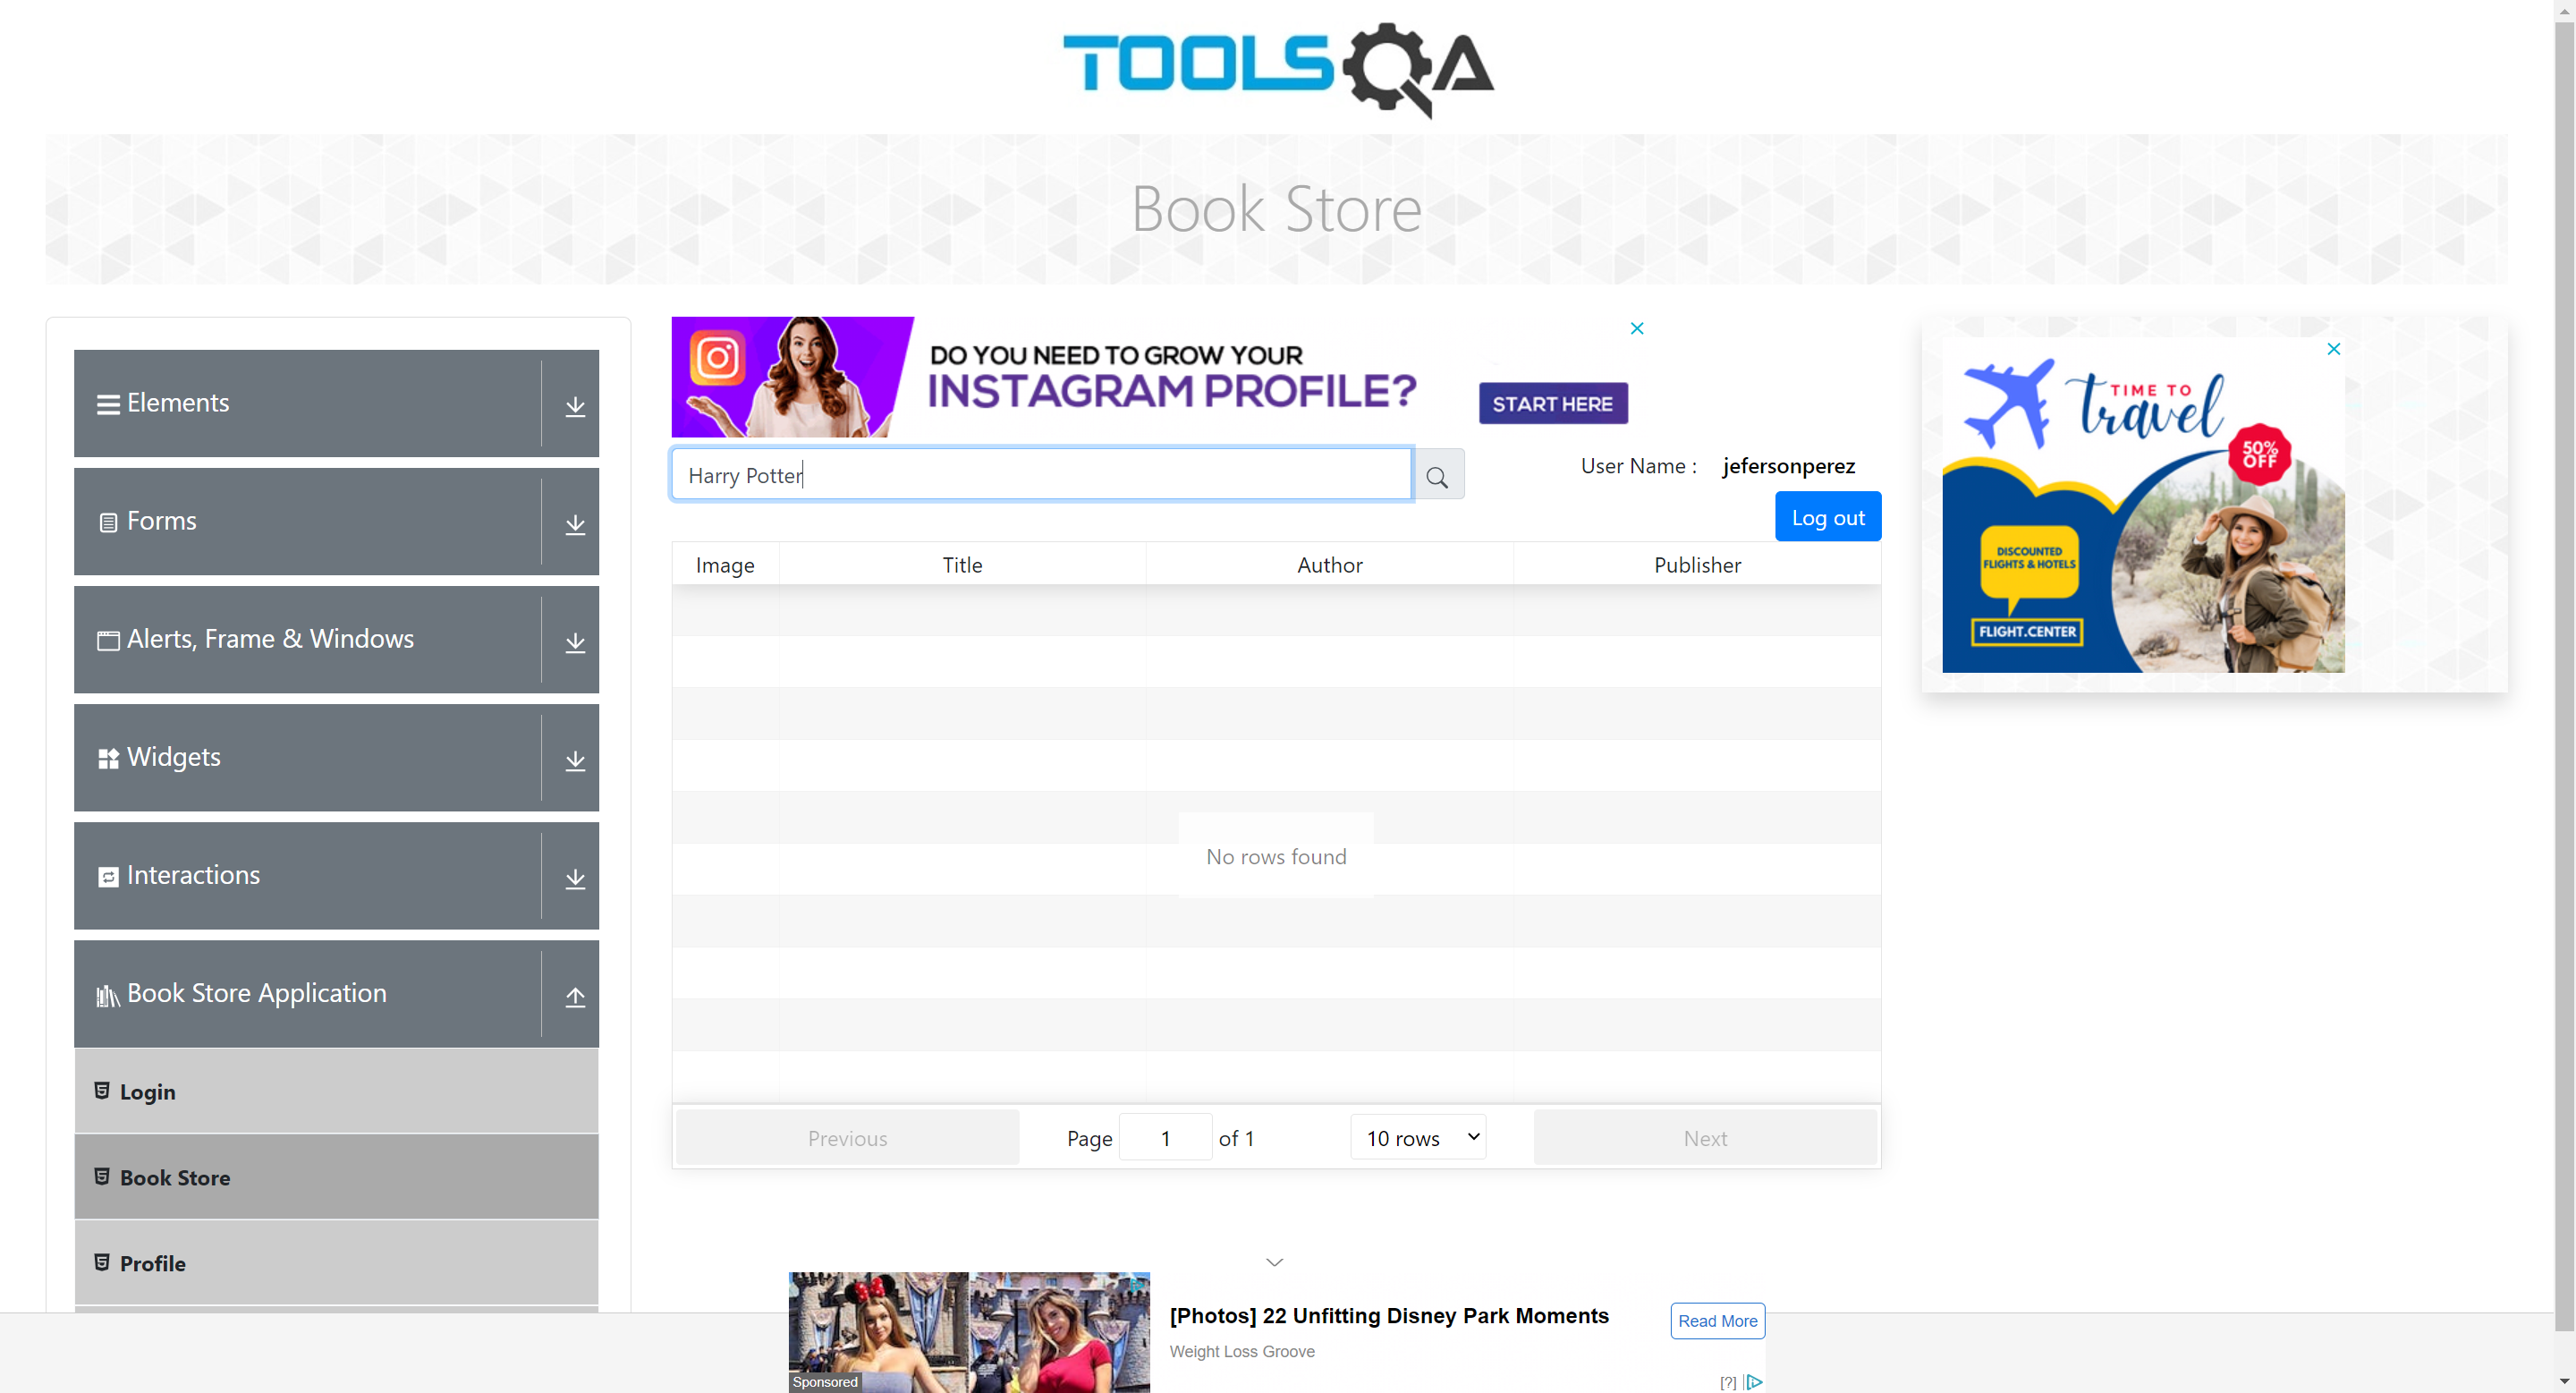 TOOLSQA
Book Store
Elements
Forms
Alerts, Frame & Windows
Widgets
Interactions
Book Store Application
Login
Book Store
Profile
DO YOU NEED TO GROW YOUR
INSTAGRAM PROFILE?
START HERE
Harry Potter
User Name :
jefersonperez
Log out
Image
Title
Author
Publisher
No rows found
Previous
Page
1
of 1
10 rows
Next
TIME TO
travel
50%
OFF
DISCOUNTED
FLIGHTS & HOTELS
FLIGHT.CENTER
[Photos] 22 Unfitting Disney Park Moments
Weight Loss Groove
Read More
Sponsored
[?]